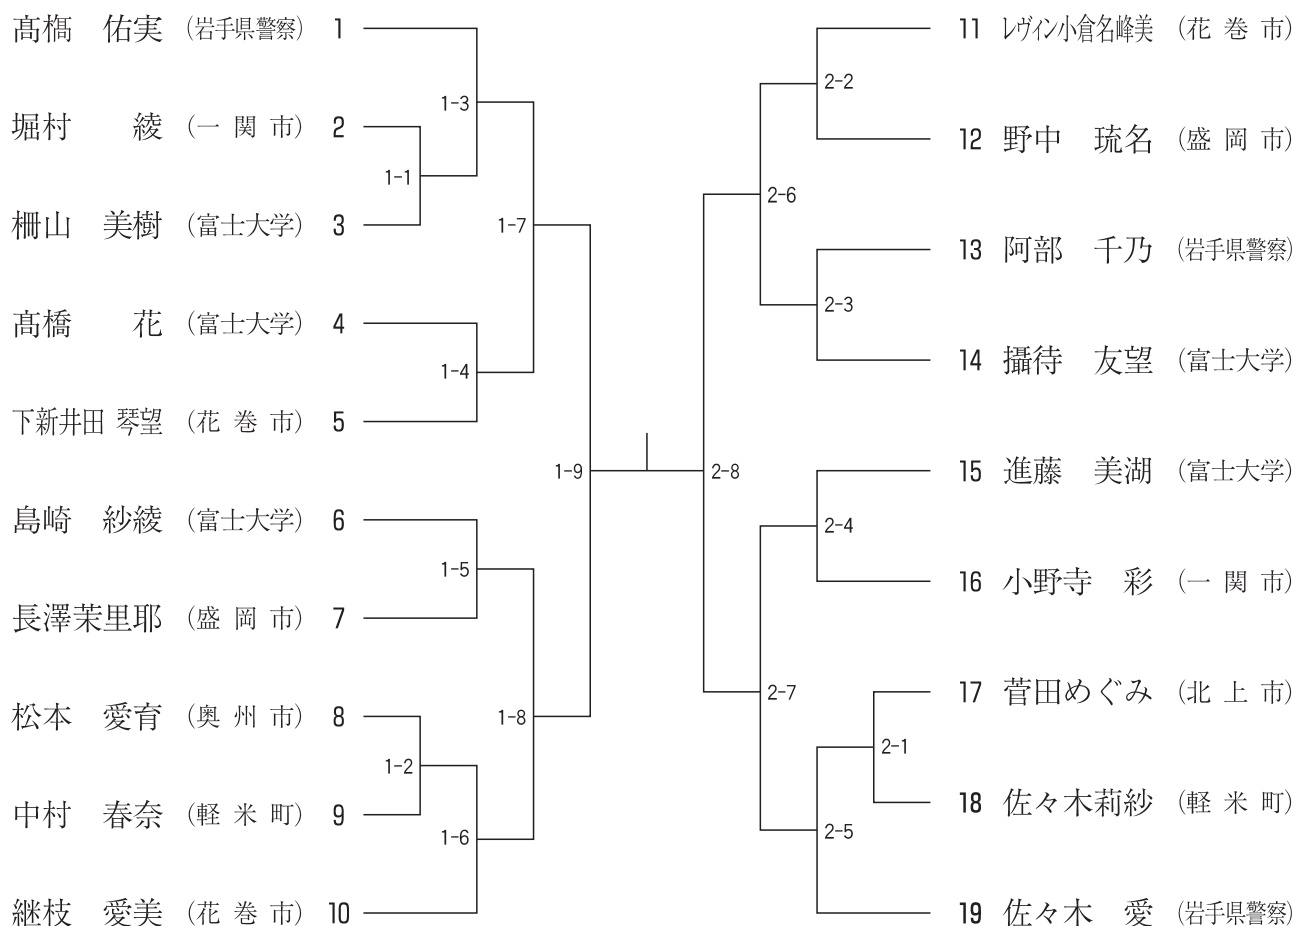 髙橋　佑実 （岩手県警察） 1
堀村　綾 （一関市） 2
柵山　美樹 （富士大学） 3
髙橋　花 （富士大学） 4
下新井田 琴望 （花巻市） 5
島崎　紗綾 （富士大学） 6
長澤茉里耶 （盛岡市） 7
松本　愛育 （奥州市） 8
中村　春奈 （軽米町） 9
継枝　愛美 （花巻市） 10
1-3
1-1
1-7
1-4
1-9
1-5
1-8
1-2
1-6
2-2
2-6
2-3
2-8
2-4
2-7
2-1
2-5
11 レヴィン小倉名峰美 （花巻市）
12 野中　琉名 （盛岡市）
13 阿部　千乃 （岩手県警察）
14 攝待　友望 （富士大学）
15 進藤　美湖 （富士大学）
16 小野寺　彩 （一関市）
17 菅田めぐみ （北上市）
18 佐々木莉紗 （軽米町）
19 佐々木　愛 （岩手県警察）